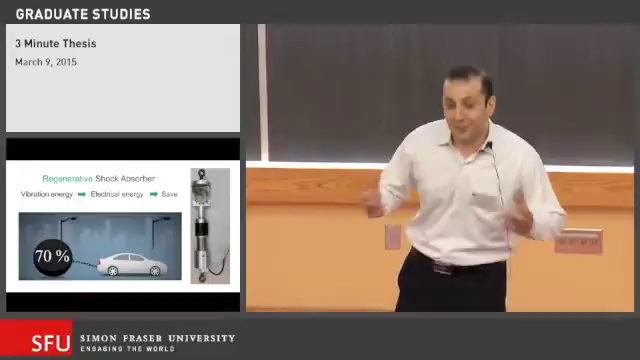 GRADUATE STUDIES
3 Minute Thesis
March 9, 2015
Regenerative Shock Absorber
Vibration energy ➡ Electrical energy ➡ Save
70 %
SFU
SIMON FRASER UNIVERSITY
ENGAGING THE WORLD